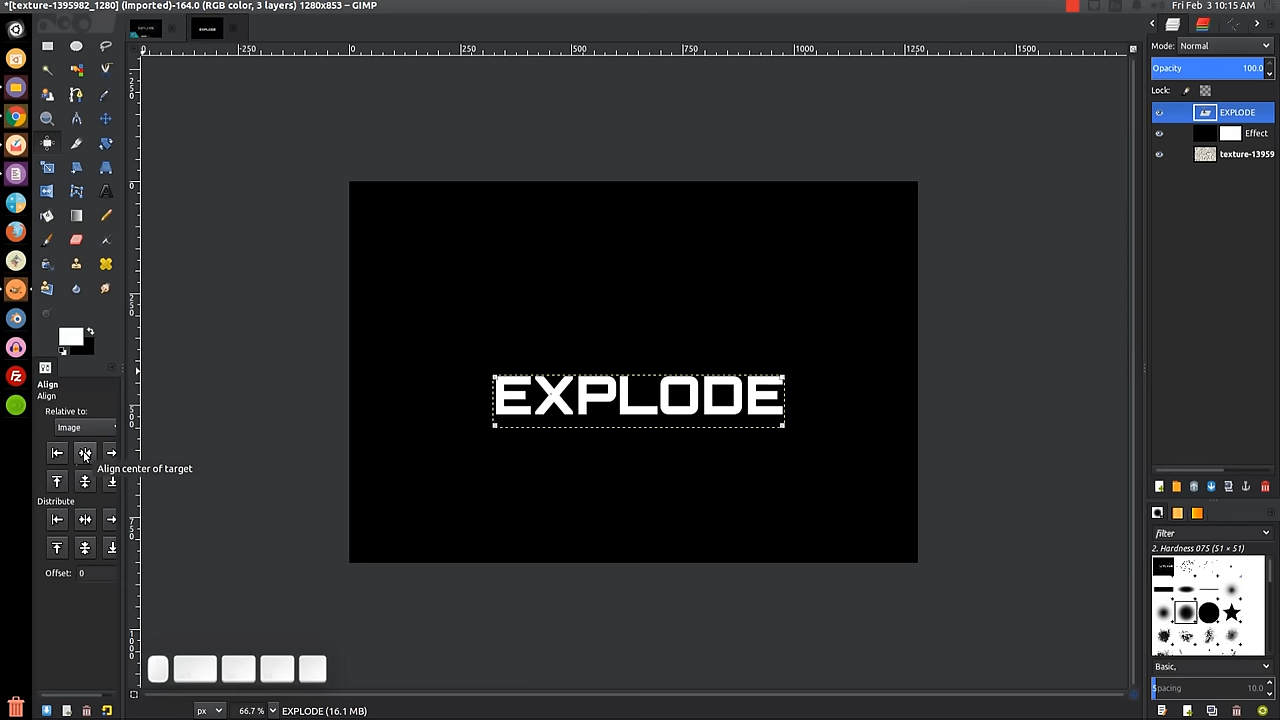 *[texture-1395982_1280] (imported)-164.0 (RGB color, 3 layers) 1280x853 – GIMP
Fri Feb 3 10:15 AM
Mode: Normal
Opacity 100.0
Lock:
EXPLODE
Effect
texture-13959
0 -250 0 250 500 750 1000 1250 1500
EXPLODE
Align
Align
Relative to:
Image
Align center of target
Distribute
Offset: 0
filter
2. Hardness 075 (51 × 51)
Basic,
Spacing 10.0
px 66.7 % EXPLODE (16.1 MB)